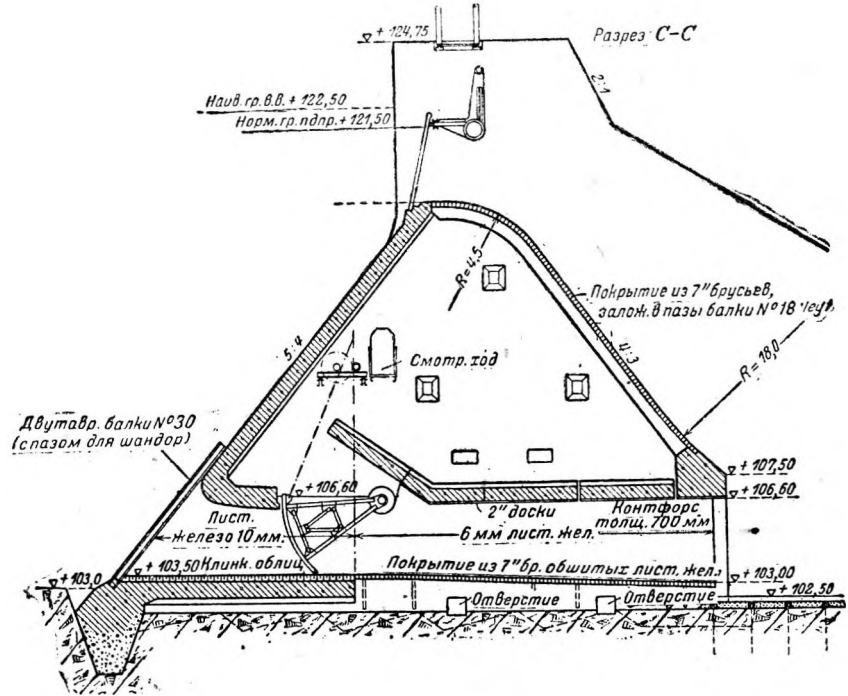 + 124,75
Разрез С-С
2:1
Наив. гр. в. в. + 122,50
Норм. гр. пдпр. + 121,50
R=4,5
Покрытие из 7" брусьев,
залож. в пазы балки №18
5:4
4:3
R=18,0
Смотр. ход
Двутавр. балки №30
(с пазом для шандор)
+ 107,50
+ 106,60
+ 106,60
Лист.
железо 10 мм.
2" доски
Контфорс
толщ. 700 мм
6 мм лист. жел.
+ 103,50 Клинк. облиц.
Покрытие из 7" бр. обшитых лист. жел.
+ 103,0
+ 103,00
+ 102,50
Отверстие
Отверстие